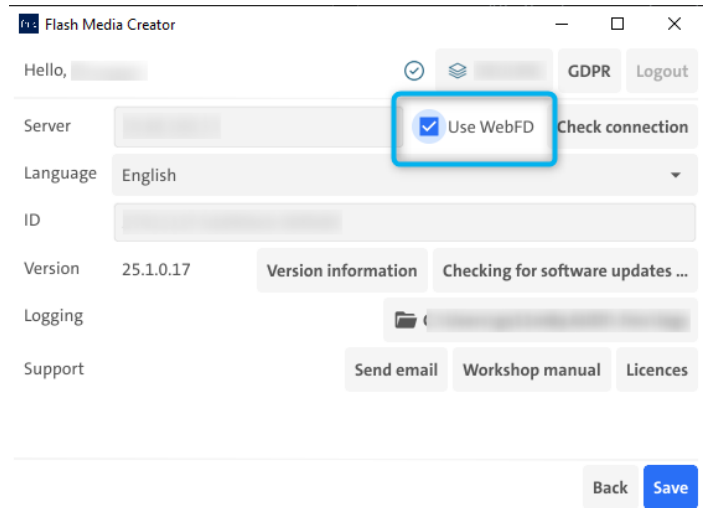 fmc Flash Media Creator
Hello, GDPR Logout
Server Use WebFD Check connection
Language English
ID
Version 25.1.0.17 Version information Checking for software updates ...
Logging
Support Send email Workshop manual Licences
Back Save